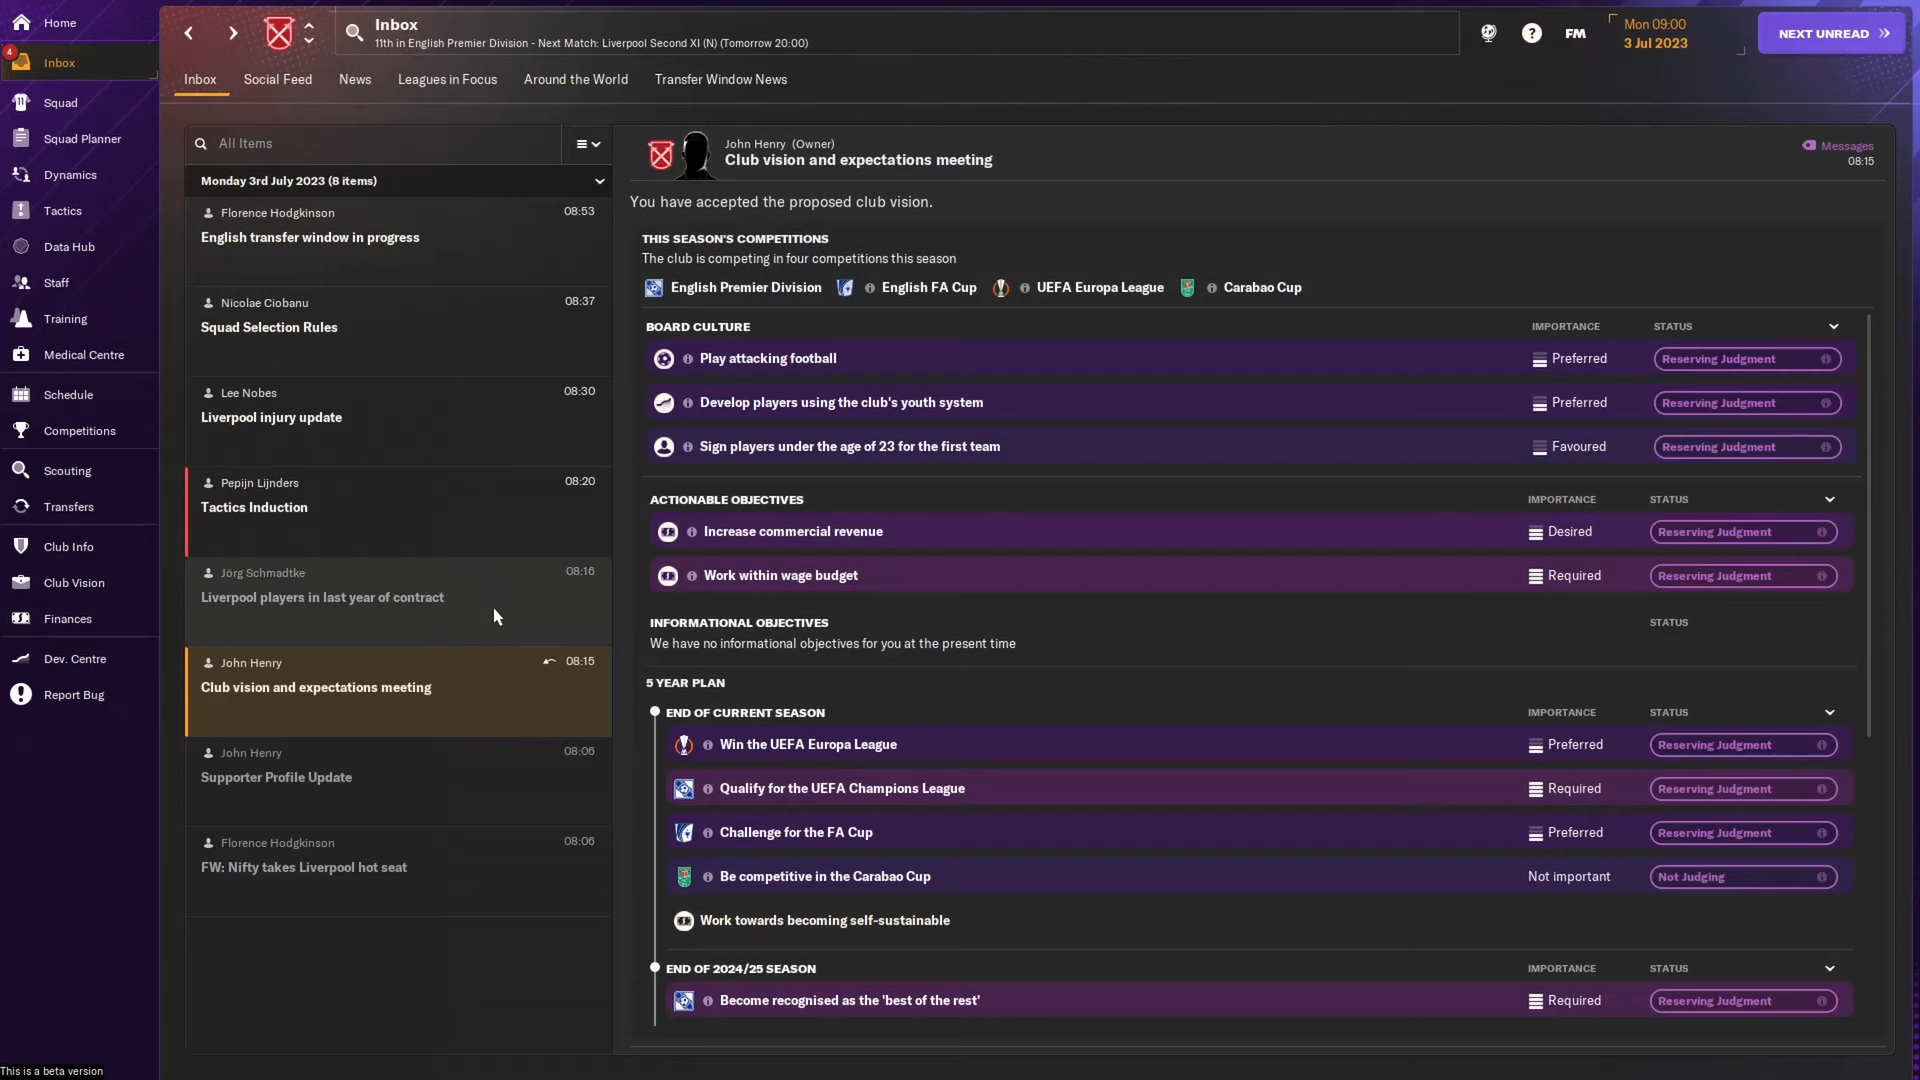 Home
4
Inbox
Squad
Squad Planner
Dynamics
Tactics
Data Hub
Staff
Training
Medical Centre
Schedule
Competitions
Scouting
Transfers
Club Info
Club Vision
Finances
Dev. Centre
Report Bug
This is a beta version
Inbox
11th in English Premier Division - Next Match: Liverpool Second XI (N) (Tomorrow 20:00)
FM
Mon 09:00
3 Jul 2023
NEXT UNREAD
Inbox Social Feed News Leagues in Focus Around the World Transfer Window News
All Items
Monday 3rd July 2023 (8 items)
Florence Hodgkinson 08:53
English transfer window in progress
Nicolae Ciobanu 08:37
Squad Selection Rules
Lee Nobes 08:30
Liverpool injury update
Pepijn Lijnders 08:20
Tactics Induction
Jörg Schmadtke 08:16
Liverpool players in last year of contract
John Henry 08:15
Club vision and expectations meeting
John Henry 08:06
Supporter Profile Update
Florence Hodgkinson 08:06
FW: Nifty takes Liverpool hot seat
John Henry (Owner)
Club vision and expectations meeting
Messages
08:15
You have accepted the proposed club vision.
THIS SEASON'S COMPETITIONS
The club is competing in four competitions this season
English Premier Division English FA Cup UEFA Europa League Carabao Cup
BOARD CULTURE IMPORTANCE STATUS
Play attacking football Preferred Reserving Judgment
Develop players using the club's youth system Preferred Reserving Judgment
Sign players under the age of 23 for the first team Favoured Reserving Judgment
ACTIONABLE OBJECTIVES IMPORTANCE STATUS
Increase commercial revenue Desired Reserving Judgment
Work within wage budget Required Reserving Judgment
INFORMATIONAL OBJECTIVES STATUS
We have no informational objectives for you at the present time
5 YEAR PLAN
END OF CURRENT SEASON IMPORTANCE STATUS
Win the UEFA Europa League Preferred Reserving Judgment
Qualify for the UEFA Champions League Required Reserving Judgment
Challenge for the FA Cup Preferred Reserving Judgment
Be competitive in the Carabao Cup Not important Not Judging
Work towards becoming self-sustainable
END OF 2024/25 SEASON IMPORTANCE STATUS
Become recognised as the 'best of the rest' Required Reserving Judgment